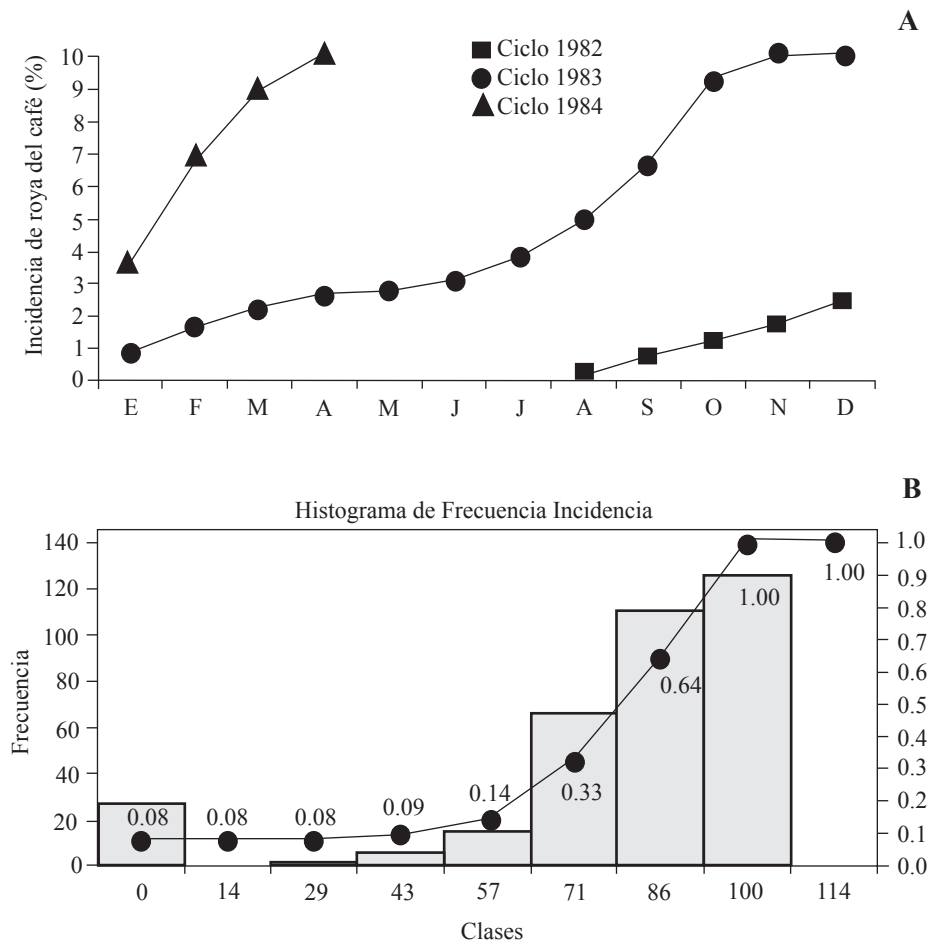 A
Incidencia de roya del café (%)
10
9
8
7
6
5
4
3
2
1
0
Ciclo 1982
Ciclo 1983
Ciclo 1984
E F M A M J J A S O N D
B
Histograma de Frecuencia Incidencia
Frecuencia
140
120
100
80
60
40
20
0
0.08 0.08 0.08 0.09 0.14 0.33 0.64 1.00 1.00
1.0
0.9
0.8
0.7
0.6
0.5
0.4
0.3
0.2
0.1
0.0
0 14 29 43 57 71 86 100 114
Clases